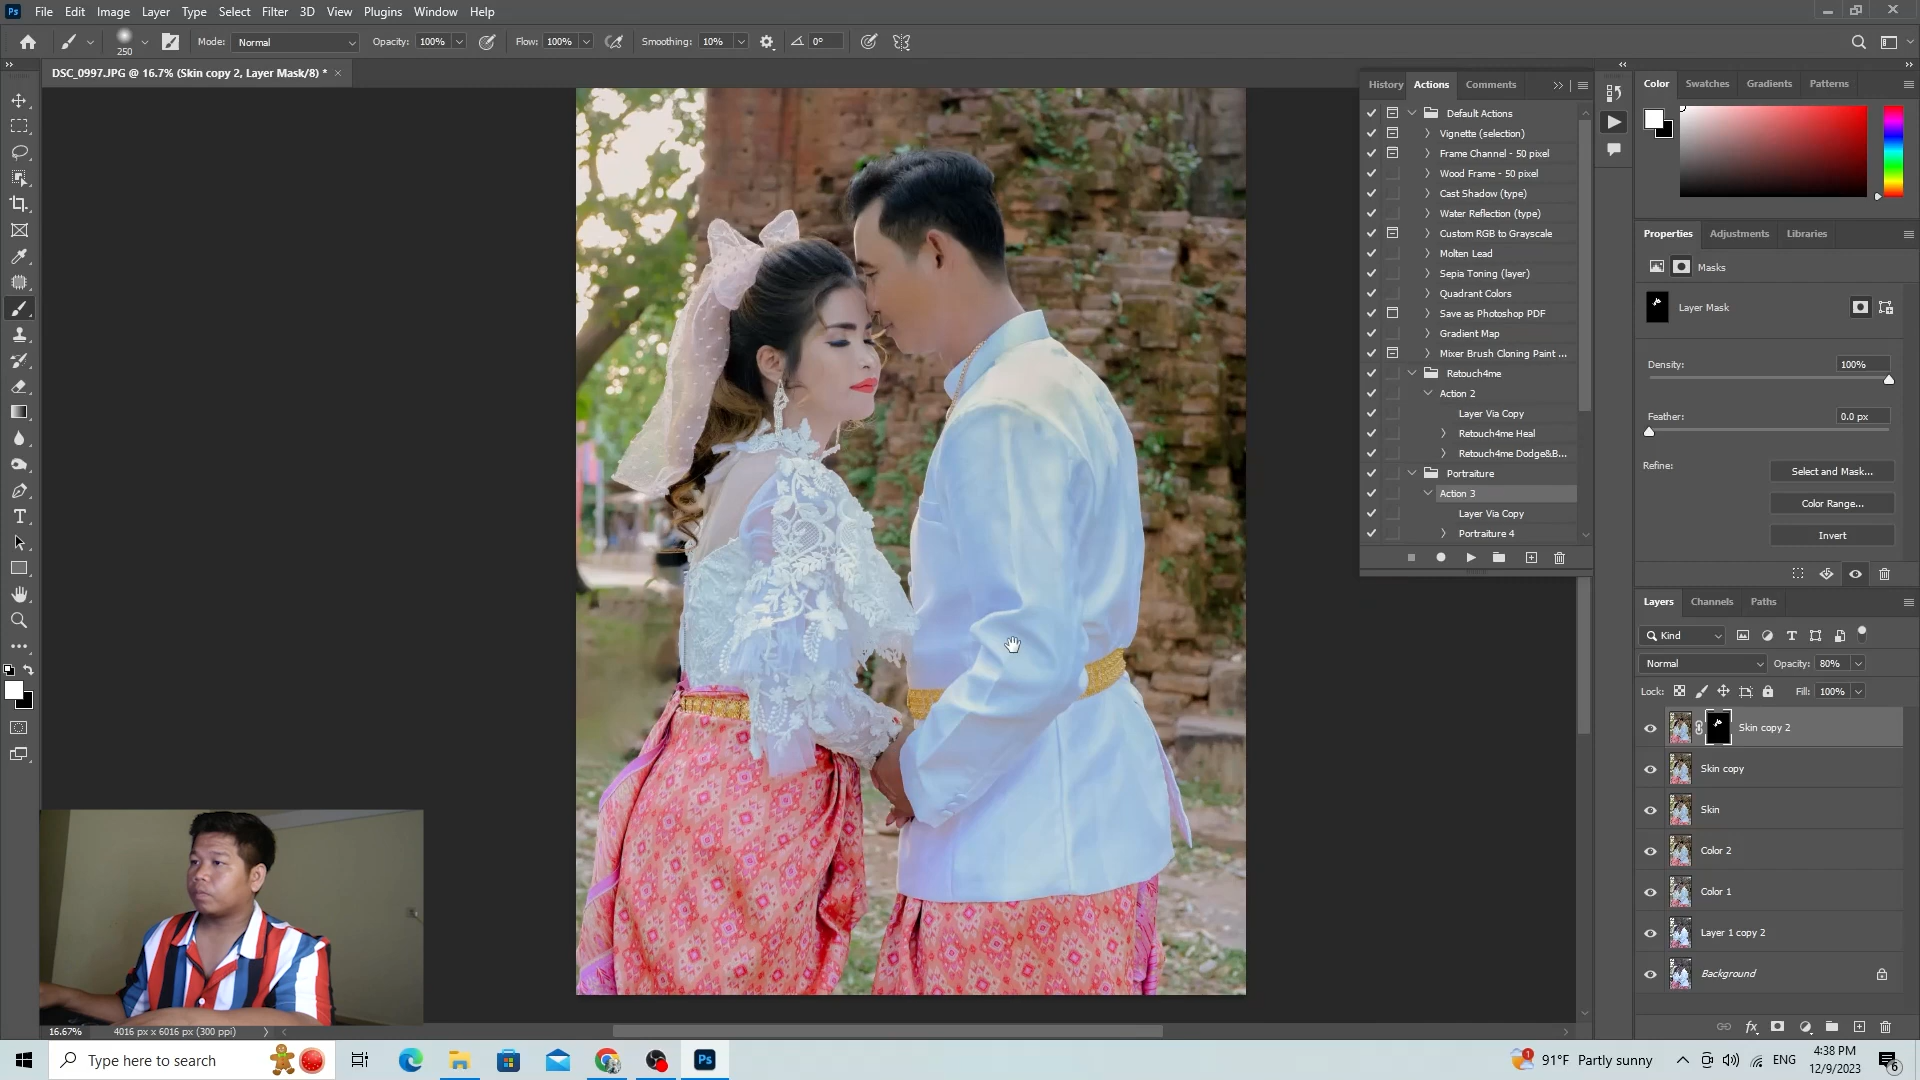 Ps File Edit Image Layer Type Select Filter 3D View Plugins Window Help
250 Mode: Normal Opacity: 100% Flow: 100% Smoothing: 10% 0°
DSC_0997.JPG @ 16.7% (Skin copy 2, Layer Mask/8) * ×
History Actions Comments
Default Actions
Vignette (selection)
Frame Channel - 50 pixel
Wood Frame - 50 pixel
Cast Shadow (type)
Water Reflection (type)
Custom RGB to Grayscale
Molten Lead
Sepia Toning (layer)
Quadrant Colors
Save as Photoshop PDF
Gradient Map
Mixer Brush Cloning Paint ...
Retouch4me
Action 2
Layer Via Copy
Retouch4me Heal
Retouch4me Dodge&B...
Portraiture
Action 3
Layer Via Copy
Portraiture 4
Color Swatches Gradients Patterns
Properties Adjustments Libraries
Masks
Layer Mask
Density: 100%
Feather: 0.0 px
Refine: Select and Mask...
Color Range...
Invert
Layers Channels Paths
Kind
Normal Opacity: 80%
Lock: Fill: 100%
Skin copy 2
Skin copy
Skin
Color 2
Color 1
Layer 1 copy 2
Background
fx
16.67% 4016 px x 6016 px (300 ppi)
Type here to search
Ps
1 91°F Partly sunny ENG
4:38 PM
12/9/2023
6